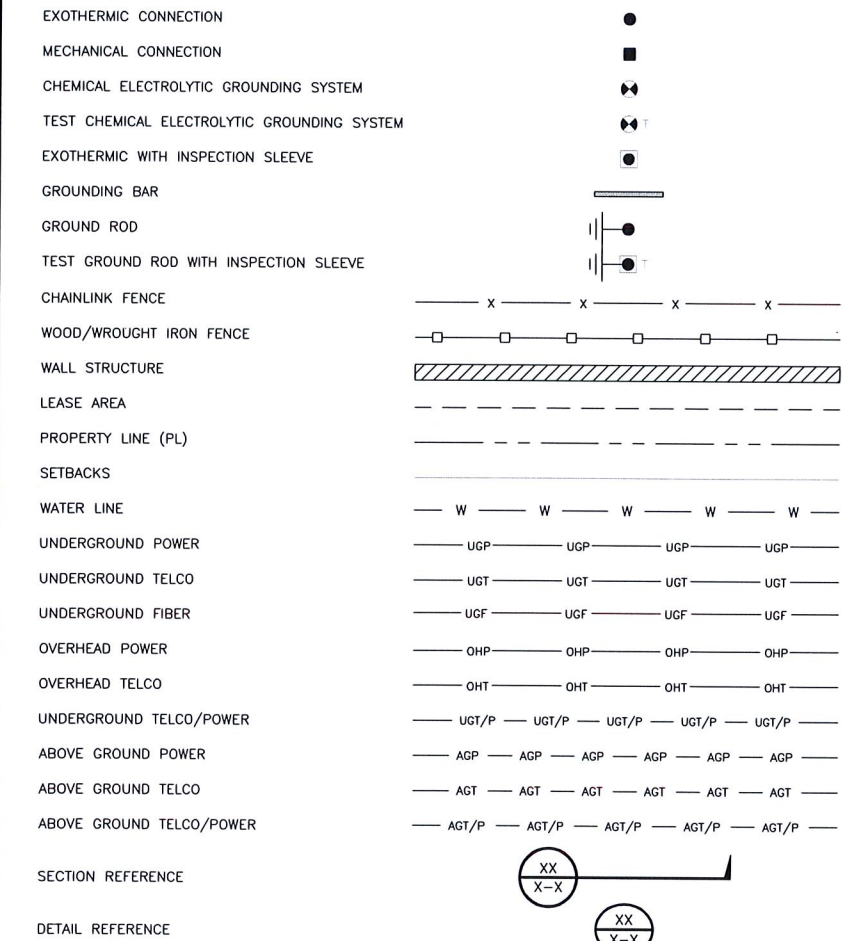 EXOTHERMIC CONNECTION
MECHANICAL CONNECTION
CHEMICAL ELECTROLYTIC GROUNDING SYSTEM
TEST CHEMICAL ELECTROLYTIC GROUNDING SYSTEM T
EXOTHERMIC WITH INSPECTION SLEEVE
GROUNDING BAR
GROUND ROD
TEST GROUND ROD WITH INSPECTION SLEEVE T
CHAINLINK FENCE X X X X
WOOD/WROUGHT IRON FENCE
WALL STRUCTURE
LEASE AREA
PROPERTY LINE (PL)
SETBACKS
WATER LINE W W W W W
UNDERGROUND POWER UGP UGP UGP UGP
UNDERGROUND TELCO UGT UGT UGT UGT
UNDERGROUND FIBER UGF UGF UGF UGF
OVERHEAD POWER OHP OHP OHP OHP
OVERHEAD TELCO OHT OHT OHT OHT
UNDERGROUND TELCO/POWER UGT/P UGT/P UGT/P UGT/P UGT/P
ABOVE GROUND POWER AGP AGP AGP AGP AGP AGP
ABOVE GROUND TELCO AGT AGT AGT AGT AGT AGT
ABOVE GROUND TELCO/POWER AGT/P AGT/P AGT/P AGT/P AGT/P
SECTION REFERENCE XX
X-X
DETAIL REFERENCE XX
X-X